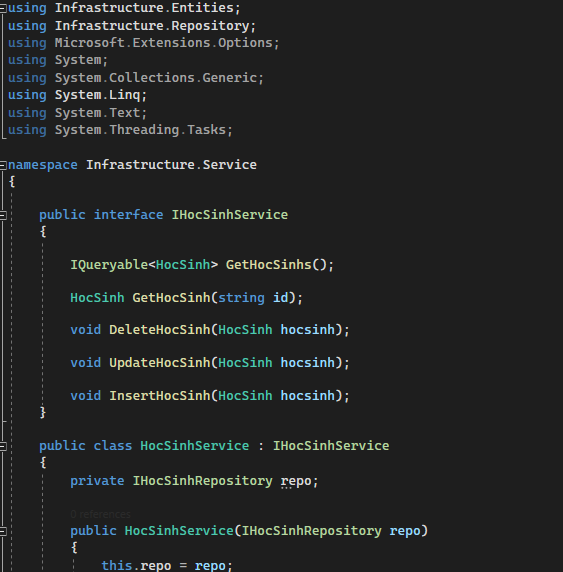 using Infrastructure.Entities;
using Infrastructure.Repository;
using Microsoft.Extensions.Options;
using System;
using System.Collections.Generic;
using System.Linq;
using System.Text;
using System.Threading.Tasks;
namespace Infrastructure.Service
{
public interface IHocSinhService
{
IQueryable<HocSinh> GetHocSinhs();
HocSinh GetHocSinh(string id);
void DeleteHocSinh(HocSinh hocsinh);
void UpdateHocSinh(HocSinh hocsinh);
void InsertHocSinh(HocSinh hocsinh);
}
public class HocSinhService : IHocSinhService
{
private IHocSinhRepository repo;
0 references
public HocSinhService(IHocSinhRepository repo)
{
this.repo = repo;